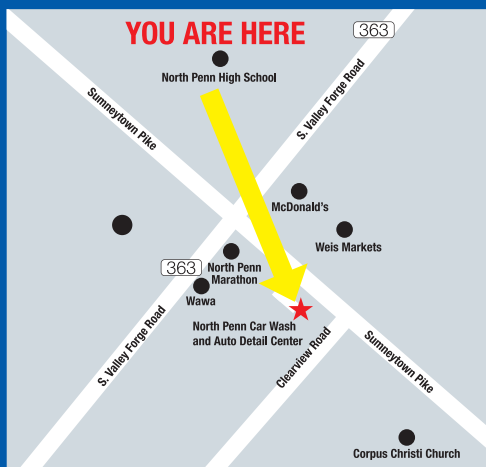 YOU ARE HERE
363
North Penn High School
S. Valley Forge Road
Sumneytown Pike
McDonald's
Weis Markets
North Penn
Marathon
363
Wawa
North Penn Car Wash
and Auto Detail Center
S. Valley Forge Road
Clearview Road
Sumneytown Pike
Corpus Christi Church